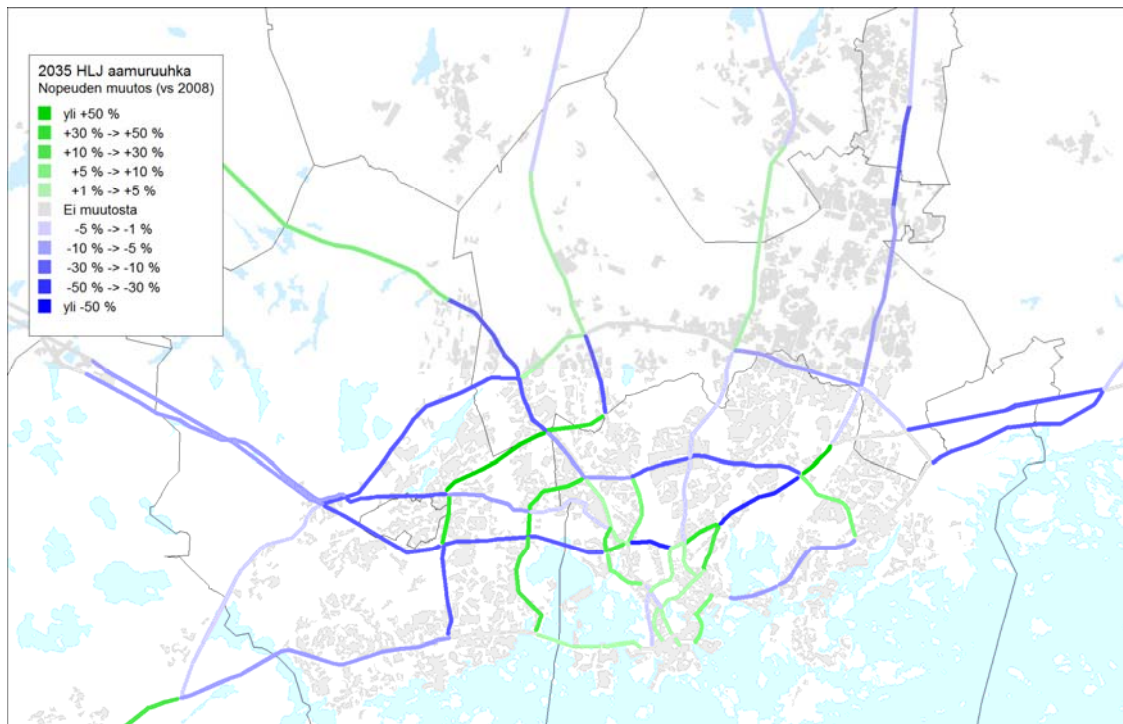 2035 HLJ aamuruuhka
Nopeuden muutos (vs 2008)
yli +50 %
+30 % -> +50 %
+10 % -> +30 %
+5 % -> +10 %
+1 % -> +5 %
Ei muutosta
-5 % -> -1 %
-10 % -> -5 %
-30 % -> -10 %
-50 % -> -30 %
yli -50 %